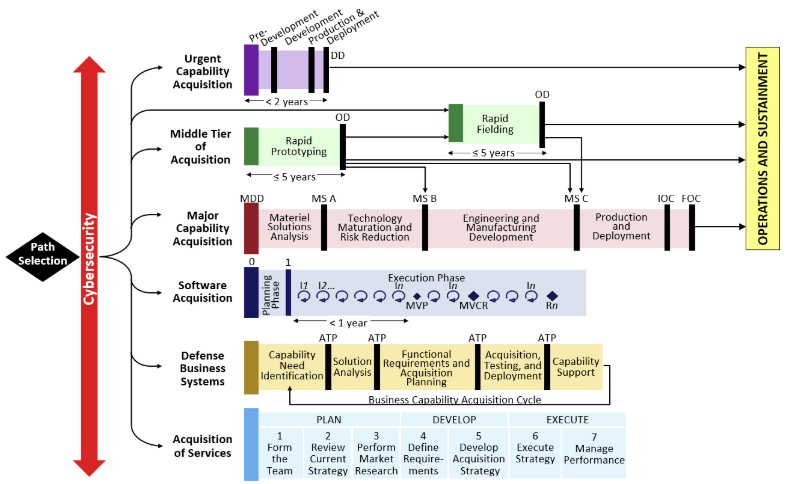 Pre-
Development
Development
Production &
Deployment
Urgent
Capability
Acquisition
DD
< 2 years
OD
Rapid
Fielding
≤ 5 years
Middle Tier
of
Acquisition
OD
Rapid
Prototyping
≤ 5 years
MDD
MS A
MS B
MS C
IOC
FOC
Major
Capability
Acquisition
Materiel
Solutions
Analysis
Technology
Maturation and
Risk Reduction
Engineering and
Manufacturing
Development
Production
and
Deployment
OPERATIONS AND SUSTAINMENT
Path
Selection
Cybersecurity
0
1
Software
Acquisition
Planning
Phase
Execution Phase
I1
I2...
In
In
In
MVP
MVCR
Rn
< 1 year
ATP
ATP
ATP
ATP
Defense
Business
Systems
Capability
Need
Identification
Solution
Analysis
Functional
Requirements and
Acquisition
Planning
Acquisition,
Testing, and
Deployment
Capability
Support
Business Capability Acquisition Cycle
Acquisition
of Services
PLAN
DEVELOP
EXECUTE
1
Form
the
Team
2
Review
Current
Strategy
3
Perform
Market
Research
4
Define
Require-
ments
5
Develop
Acquisition
Strategy
6
Execute
Strategy
7
Manage
Performance